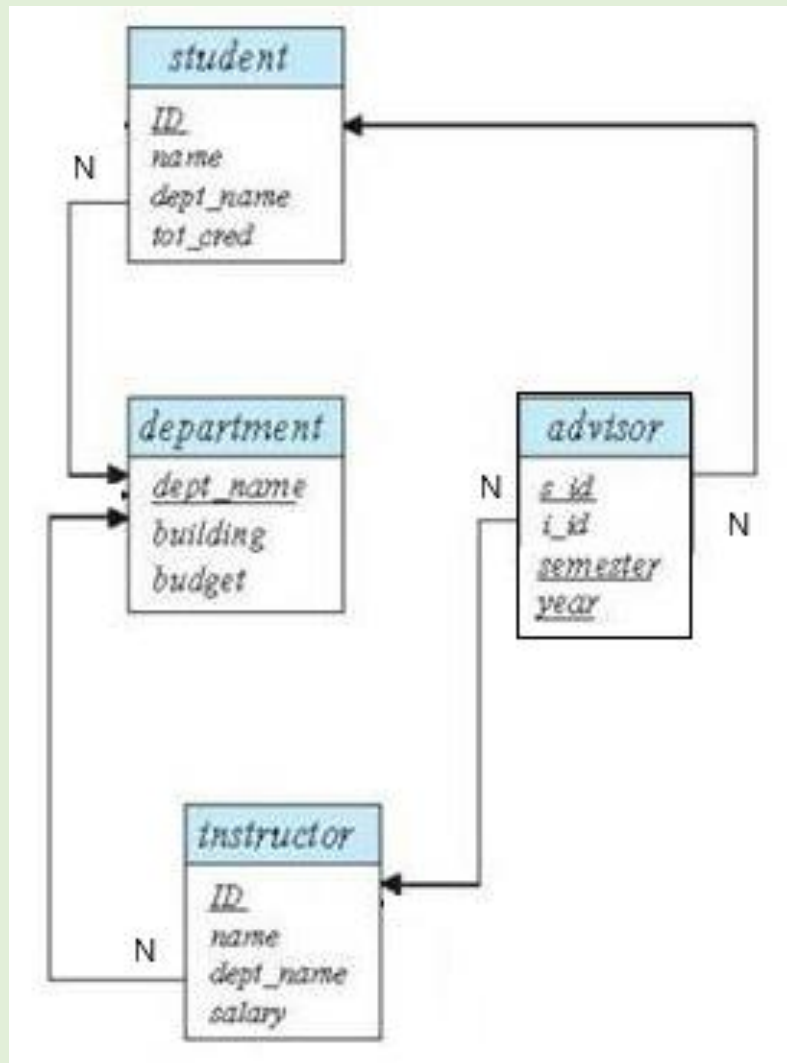 student
ID
name
dept_name
tot_cred
N
department
dept_name
building
budget
advisor
s_id
i_id
semester
year
N
N
instructor
ID
name
dept_name
salary
N